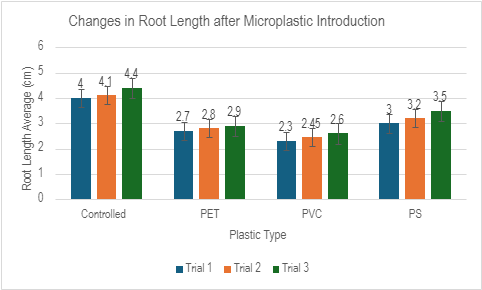 Changes in Root Length after Microplastic Introduction
Root Length Average (cm)
6
5
4
3
2
1
0
4
4.1
4.4
2.7
2.8
2.9
2.3
2.45
2.6
3
3.2
3.5
Controlled
PET
PVC
PS
Plastic Type
Trial 1
Trial 2
Trial 3